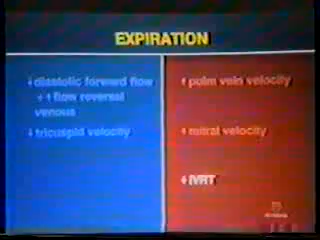 EXPIRATION
↓diastolic forward flow
+↑flow reversal
venous
↓tricuspid velocity
↑pulm vein velocity
↑mitral velocity
↓IVRT